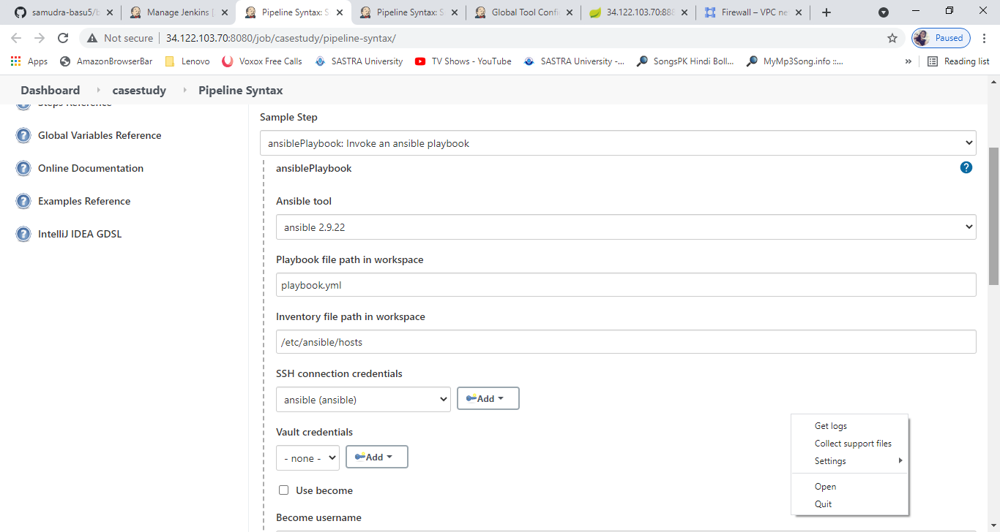 samudra-basu5/b
Manage Jenkins [
Pipeline Syntax: S
Pipeline Syntax: S
Global Tool Confi
34.122.103.70:888
Firewall – VPC ne
Not secure
34.122.103.70:8080/job/casestudy/pipeline-syntax/
Paused
Apps
AmazonBrowserBar
Lenovo
Voxox Free Calls
SASTRA University
TV Shows - YouTube
SASTRA University -...
SongsPK Hindi Boll...
MyMp3Song.info ::...
»
Reading list
Dashboard
casestudy
Pipeline Syntax
Steps Reference
Global Variables Reference
Online Documentation
Examples Reference
IntelliJ IDEA GDSL
Sample Step
ansiblePlaybook: Invoke an ansible playbook
ansiblePlaybook
Ansible tool
ansible 2.9.22
Playbook file path in workspace
playbook.yml
Inventory file path in workspace
/etc/ansible/hosts
SSH connection credentials
ansible (ansible)
Add
Vault credentials
- none -
Add
Use become
Become username
Get logs
Collect support files
Settings
Open
Quit